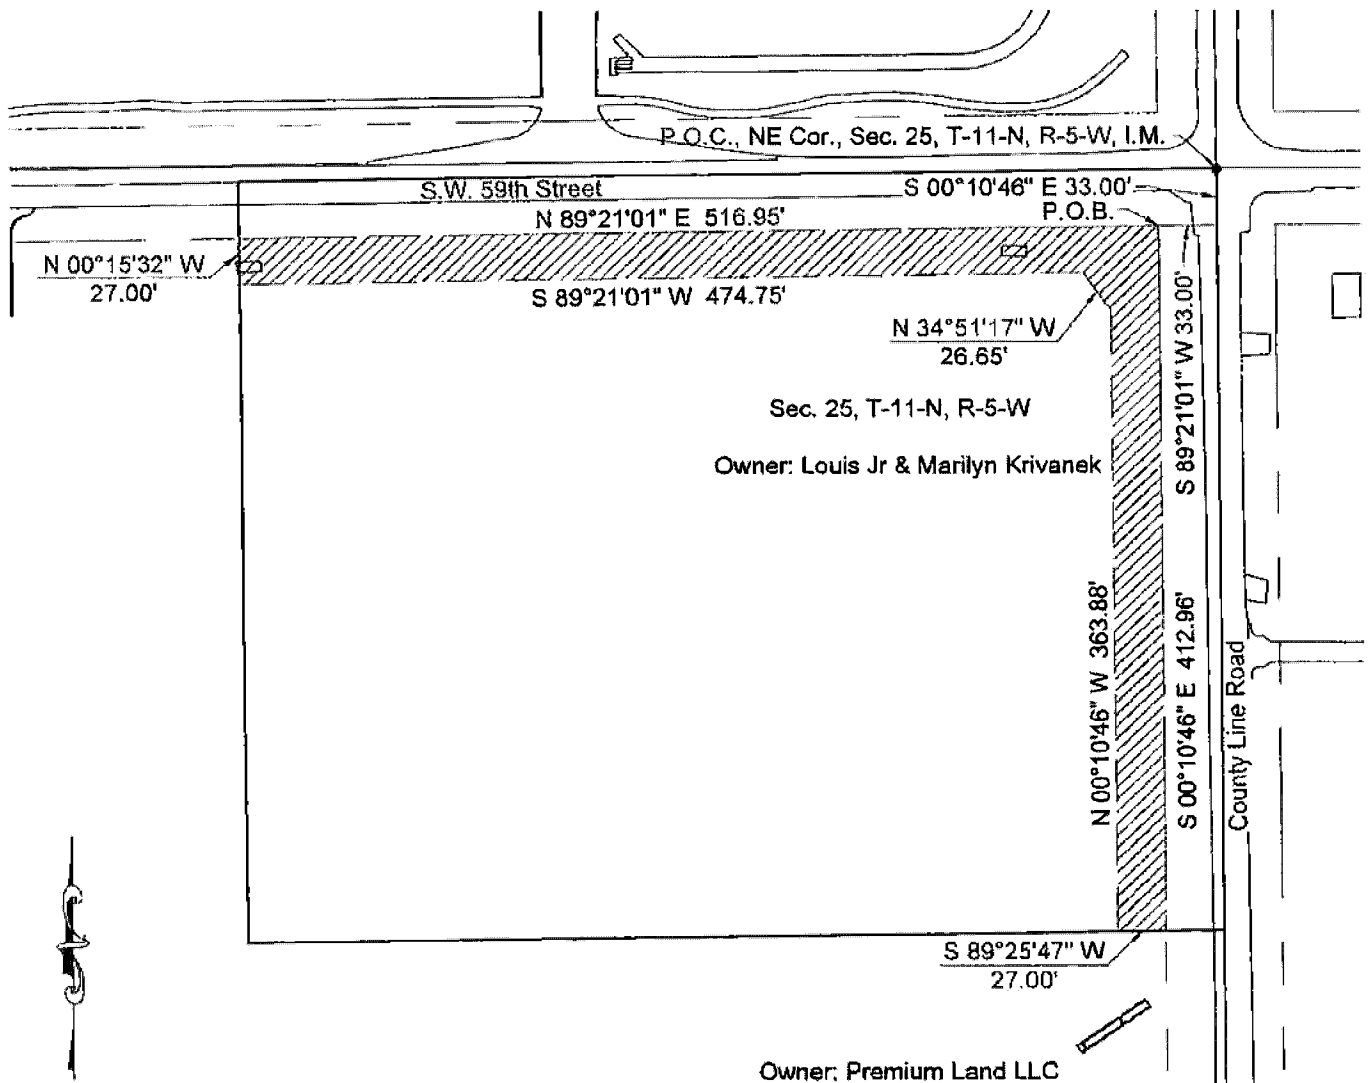 P.O.C., NE Cor., Sec. 25, T-11-N, R-5-W, I.M.
S.W. 59th Street
S 00°10'46" E 33.00'
N 89°21'01" E 516.95'
P.O.B.
N 00°15'32" W
27.00'
S 89°21'01" W 474.75'
N 34°51'17" W
26.65'
S 89°21'01" W 33.00'
Sec. 25, T-11-N, R-5-W
Owner: Louis Jr & Marilyn Krivanek
N 00°10'46" W 363.88'
S 00°10'46" E 412.96'
County Line Road
S 89°25'47" W
27.00'
Owner: Premium Land LLC